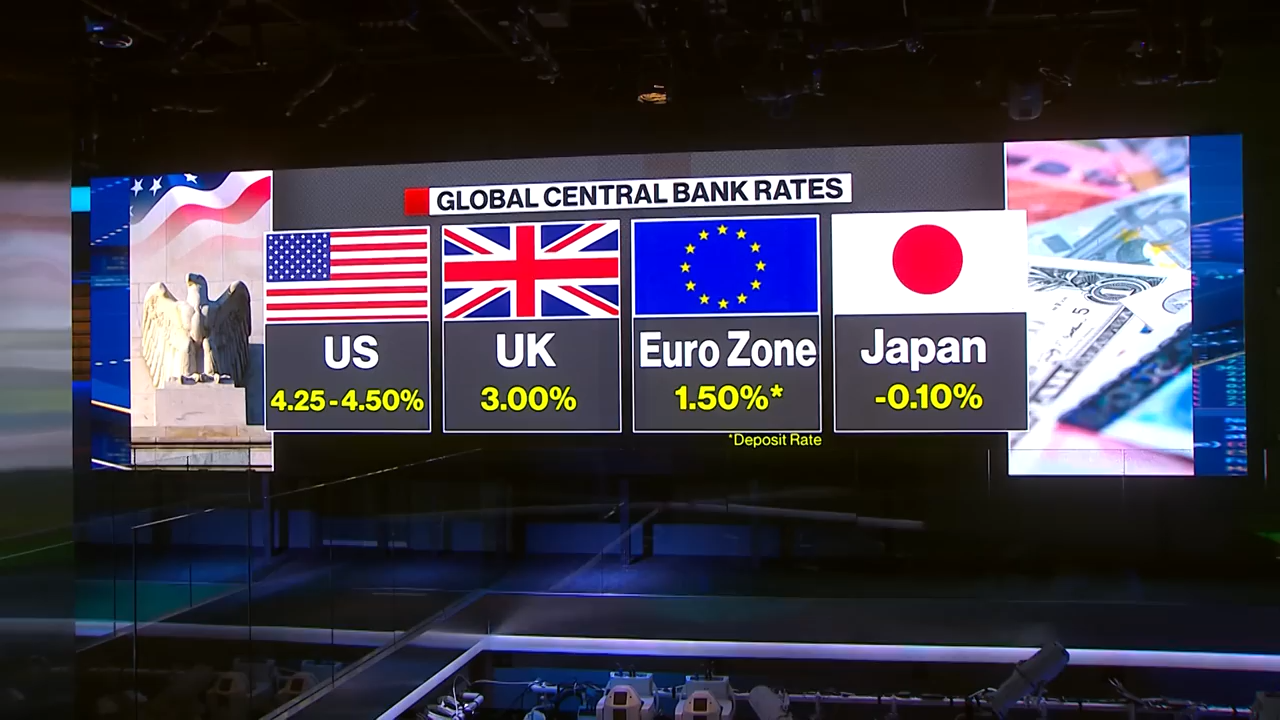 GLOBAL CENTRAL BANK RATES
US
4.25-4.50%
UK
3.00%
Euro Zone
1.50%*
Japan
-0.10%
*Deposit Rate